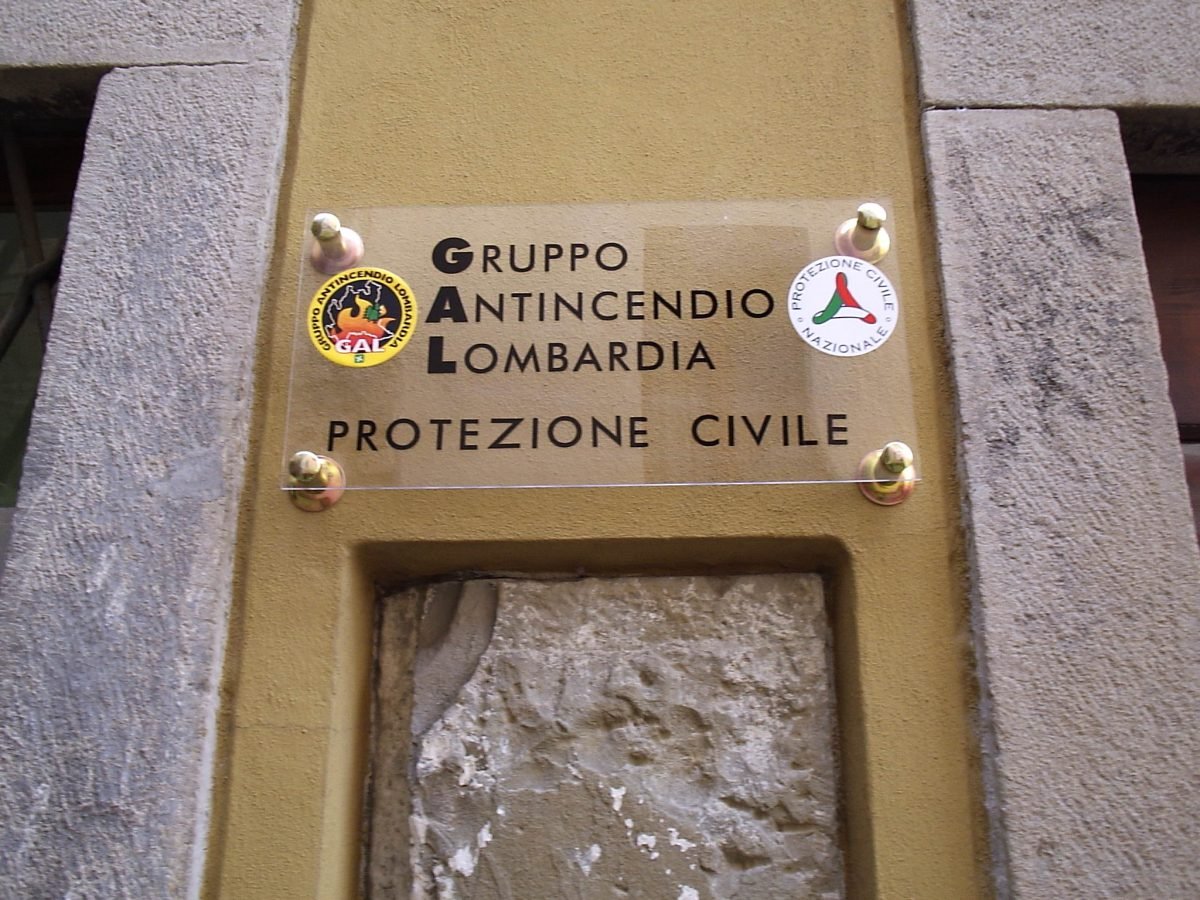 GRUPPO
ANTINCENDIO
LOMBARDIA
PROTEZIONE CIVILE
GRUPPO ANTINCENDIO LOMBARDIA
GAL
PROTEZIONE CIVILE
NAZIONALE